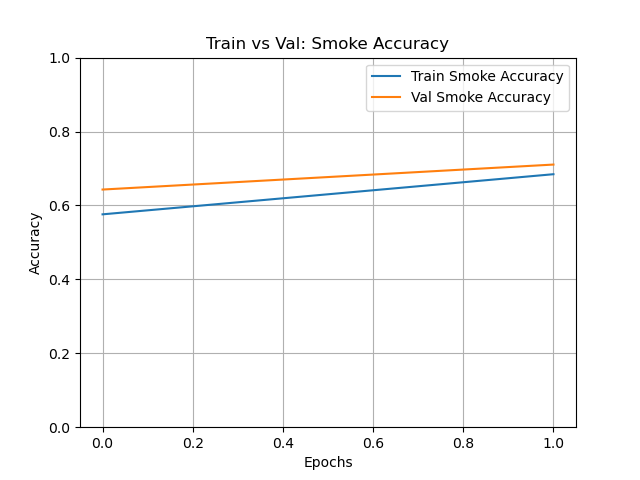 Train vs Val: Smoke Accuracy
Train Smoke Accuracy
Val Smoke Accuracy
Accuracy
1.0
0.8
0.6
0.4
0.2
0.0
0.0 0.2 0.4 0.6 0.8 1.0
Epochs